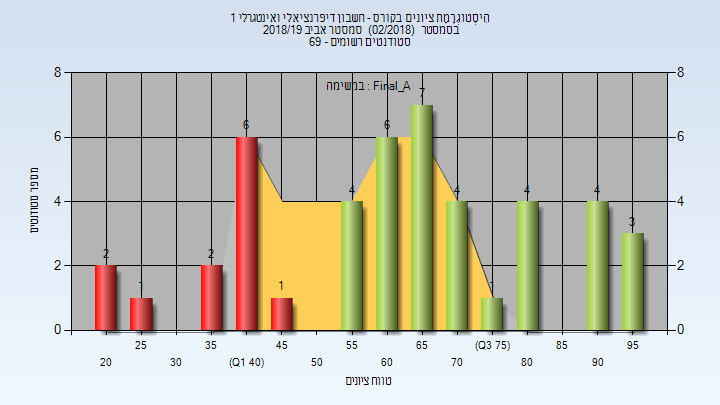 היסטוגרמת ציונים בקורס - חשבון דיפרנציאלי ואינטגרלי 1
בסמסטר (02/2018) סמסטר אביב 2018/19
סטודנטים רשומים - 69
במשימה : Final_A
מספר סטודנטים
8 8
6 6
4 4
2 2
0 0
2 1 2 6 1 4 6 7 4 1 4 4 3
25 35 45 55 65 (Q3 75) 85 95
20 30 (Q1 40) 50 60 70 80 90
טווח ציונים